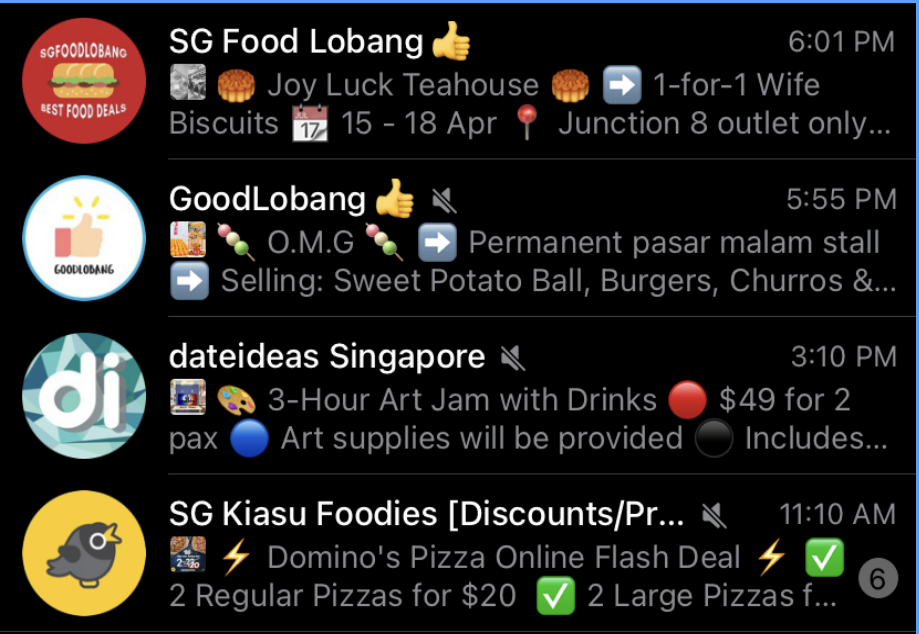 SGFOODLOBANG
BEST FOOD DEALS
SG Food Lobang 👍
6:01 PM
🥮 Joy Luck Teahouse 🥮 ➡️ 1-for-1 Wife
Biscuits 📅 15 - 18 Apr 📍 Junction 8 outlet only...
GOODLOBANG
GoodLobang 👍
5:55 PM
🍡 O.M.G 🍡 ➡️ Permanent pasar malam stall
➡️ Selling: Sweet Potato Ball, Burgers, Churros &...
di
dateideas Singapore
3:10 PM
🎨 3-Hour Art Jam with Drinks 🔴 $49 for 2
pax 🔵 Art supplies will be provided ⚫ Includes...
SG Kiasu Foodies [Discounts/Pr...
11:10 AM
⚡ Domino's Pizza Online Flash Deal ⚡ ✅
2 Regular Pizzas for $20 ✅ 2 Large Pizzas f...
6